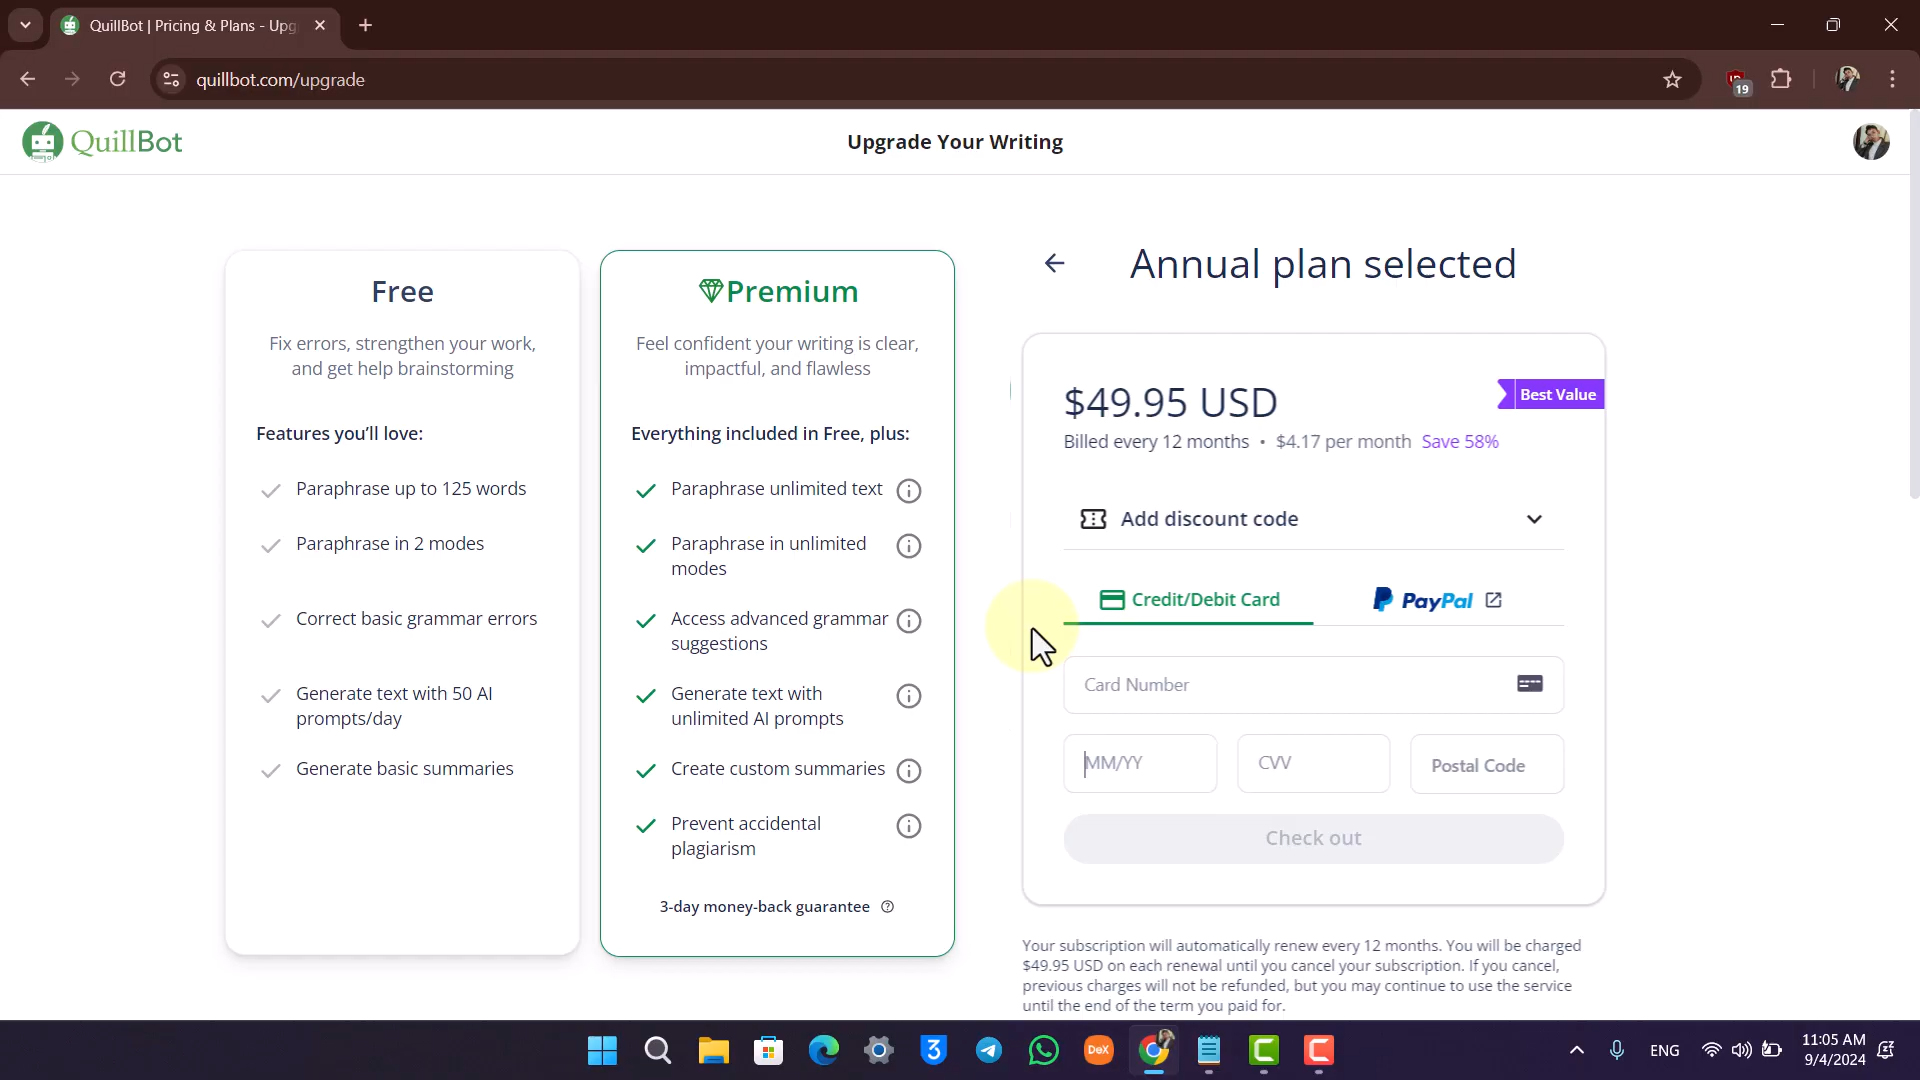 QuillBot | Pricing & Plans - Upg
quillbot.com/upgrade
19
QuillBot
Upgrade Your Writing
Free
Fix errors, strengthen your work,
and get help brainstorming
Features you'll love:
Paraphrase up to 125 words
Paraphrase in 2 modes
Correct basic grammar errors
Generate text with 50 AI
prompts/day
Generate basic summaries
Premium
Feel confident your writing is clear,
impactful, and flawless
Everything included in Free, plus:
Paraphrase unlimited text
Paraphrase in unlimited
modes
Access advanced grammar
suggestions
Generate text with
unlimited AI prompts
Create custom summaries
Prevent accidental
plagiarism
3-day money-back guarantee
Annual plan selected
$49.95 USD
Best Value
Billed every 12 months • $4.17 per month Save 58%
Add discount code
Credit/Debit Card
PayPal
Card Number
MM/YY
CVV
Postal Code
Check out
Your subscription will automatically renew every 12 months. You will be charged
$49.95 USD on each renewal until you cancel your subscription. If you cancel,
previous charges will not be refunded, but you may continue to use the service
until the end of the term you paid for.
3
DeX
ENG
11:05 AM
9/4/2024